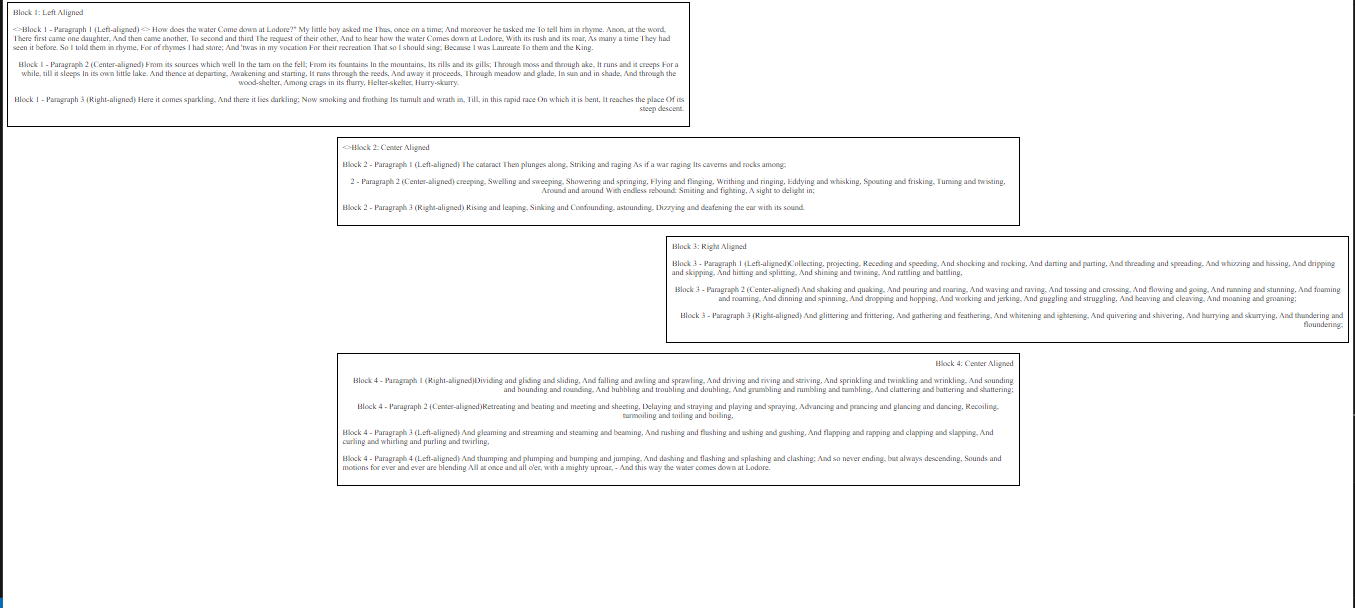 Block 1: Left Aligned
<>Block 1 - Paragraph 1 (Left-aligned) <> How does the water Come down at Lodore?" My little boy asked me Thus, once on a time; And moreover he tasked me To tell him in rhyme. Anon, at the word,
There first came one daughter, And then came another, To second and third The request of their other, And to hear how the water Comes down at Lodore, With its rush and its roar, As many a time They had
seen it before. So I told them in rhyme, For of rhymes I had store; And 'twas in my vocation For their recreation That so I should sing; Because I was Laureate To them and the King.
Block 1 - Paragraph 2 (Center-aligned) From its sources which well In the tarn on the fell; From its fountains In the mountains, Its rills and its gills; Through moss and through ake, It runs and it creeps For a
while, till it sleeps In its own little lake. And thence at departing, Awakening and starting, It runs through the reeds, And away it proceeds, Through meadow and glade, In sun and in shade, And through the
wood-shelter, Among crags in its flurry, Helter-skelter, Hurry-skurry.
Block 1 - Paragraph 3 (Right-aligned) Here it comes sparkling, And there it lies darkling; Now smoking and frothing Its tumult and wrath in, Till, in this rapid race On which it is bent, It reaches the place Of its
steep descent.
<>Block 2: Center Aligned
Block 2 - Paragraph 1 (Left-aligned) The cataract Then plunges along, Striking and raging As if a war raging Its caverns and rocks among;
2 - Paragraph 2 (Center-aligned) creeping, Swelling and sweeping, Showering and springing, Flying and flinging, Writhing and ringing, Eddying and whisking, Spouting and frisking, Turning and twisting,
Around and around With endless rebound: Smiting and fighting, A sight to delight in;
Block 2 - Paragraph 3 (Right-aligned) Rising and leaping, Sinking and Confounding, astounding, Dizzying and deafening the ear with its sound.
Block 3: Right Aligned
Block 3 - Paragraph 1 (Left-aligned)Collecting, projecting, Receding and speeding, And shocking and rocking, And darting and parting, And threading and spreading, And whizzing and hissing, And dripping
and skipping, And hitting and splitting, And shining and twining, And rattling and battling,
Block 3 - Paragraph 2 (Center-aligned) And shaking and quaking, And pouring and roaring, And waving and raving, And tossing and crossing, And flowing and going, And running and stunning, And foaming
and roaming, And dinning and spinning, And dropping and hopping, And working and jerking, And guggling and struggling, And heaving and cleaving, And moaning and groaning;
Block 3 - Paragraph 3 (Right-aligned) And glittering and frittering, And gathering and feathering, And whitening and ightening, And quivering and shivering, And hurrying and skurrying, And thundering and
floundering;
Block 4: Center Aligned
Block 4 - Paragraph 1 (Right-aligned)Dividing and gliding and sliding, And falling and awling and sprawling, And driving and riving and striving, And sprinkling and twinkling and wrinkling, And sounding
and bounding and rounding, And bubbling and troubling and doubling, And grumbling and rumbling and tumbling, And clattering and battering and shattering;
Block 4 - Paragraph 2 (Center-aligned)Retreating and beating and meeting and sheeting, Delaying and straying and playing and spraying, Advancing and prancing and glancing and dancing, Recoiling,
turmoiling and toiling and boiling,
Block 4 - Paragraph 3 (Left-aligned) And gleaming and streaming and steaming and beaming, And rushing and flushing and ushing and gushing, And flapping and rapping and clapping and slapping, And
curling and whirling and purling and twirling,
Block 4 - Paragraph 4 (Left-aligned) And thumping and plumping and bumping and jumping, And dashing and flashing and splashing and clashing; And so never ending, but always descending, Sounds and
motions for ever and ever are blending All at once and all o'er, with a mighty uproar, - And this way the water comes down at Lodore.